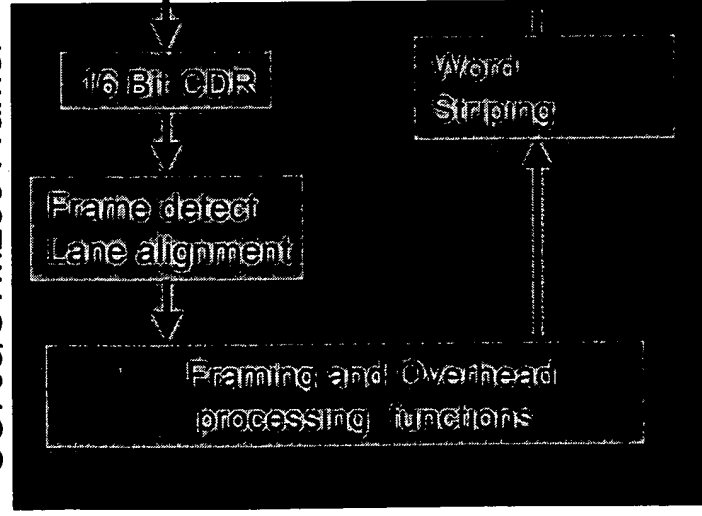 16 Bit CDR
Word
Striping
Frame detect
Lane alignment
Framing and Overhead
processing functions